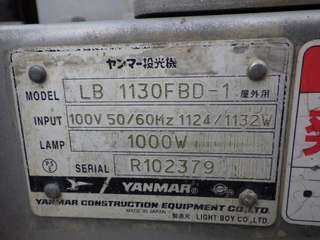 ヤンマー投光機
MODEL LB 1130FBD-1 屋外用
INPUT 100V 50/60Hz 1124/1132W
LAMP 1000W
SERIAL R102379
YANMAR
YANMAR CONSTRUCTION EQUIPMENT CO.,LTD.
MADE IN JAPAN 製造元 LIGHT BOY CO.,LTD.